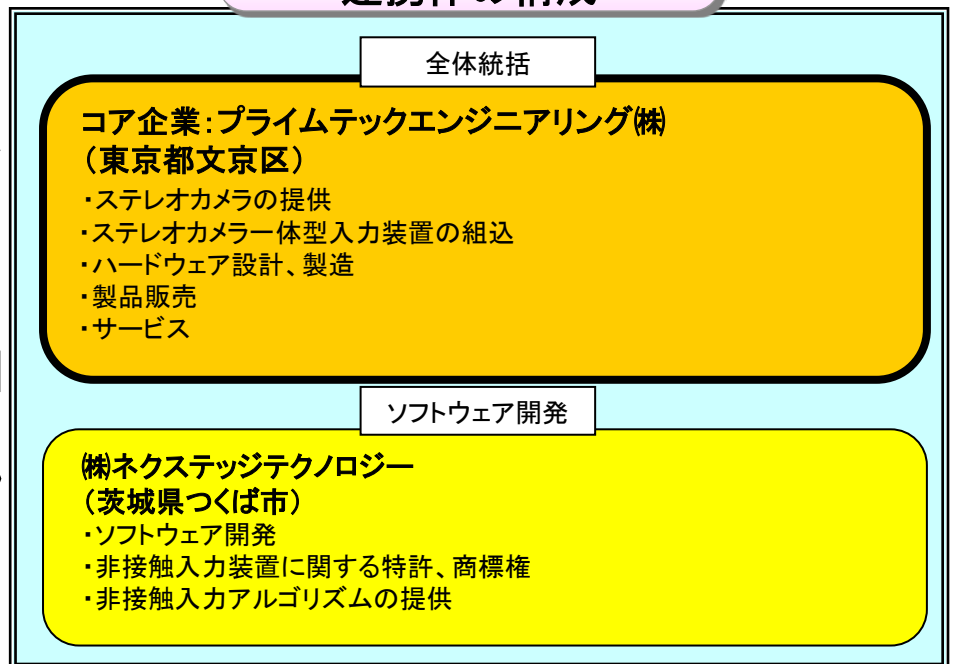 連携体の構成
全体統括
コア企業：プライムテックエンジニアリング㈱
（東京都文京区）
・ステレオカメラの提供
・ステレオカメラ一体型入力装置の組込
・ハードウェア設計、製造
・製品販売
・サービス
ソフトウェア開発
㈱ネクステッジテクノロジー
（茨城県つくば市）
・ソフトウェア開発
・非接触入力装置に関する特許、商標権
・非接触入力アルゴリズムの提供